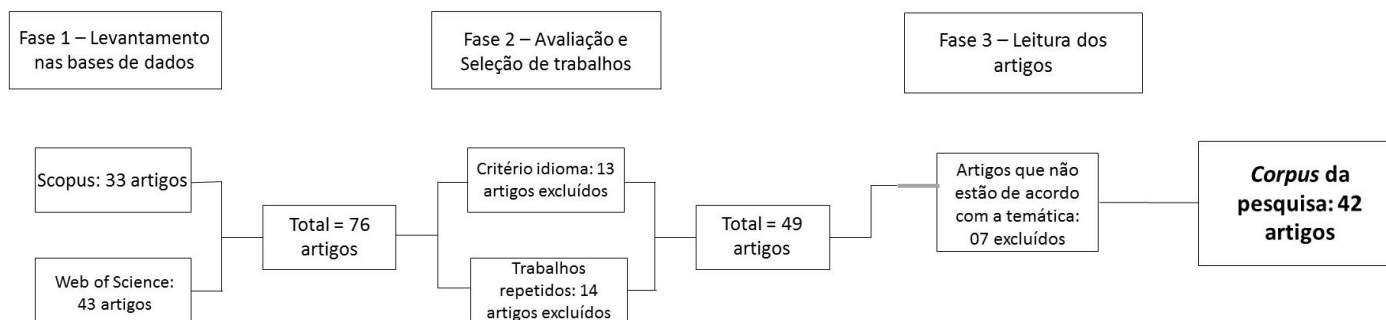 Fase 1 – Levantamento
nas bases de dados
Fase 2 – Avaliação e
Seleção de trabalhos
Fase 3 – Leitura dos
artigos
Scopus: 33 artigos
Web of Science:
43 artigos
Total = 76
artigos
Critério idioma: 13
artigos excluídos
Trabalhos
repetidos: 14
artigos excluídos
Total = 49
artigos
Artigos que não
estão de acordo
com a temática:
07 excluídos
Corpus da
pesquisa: 42
artigos